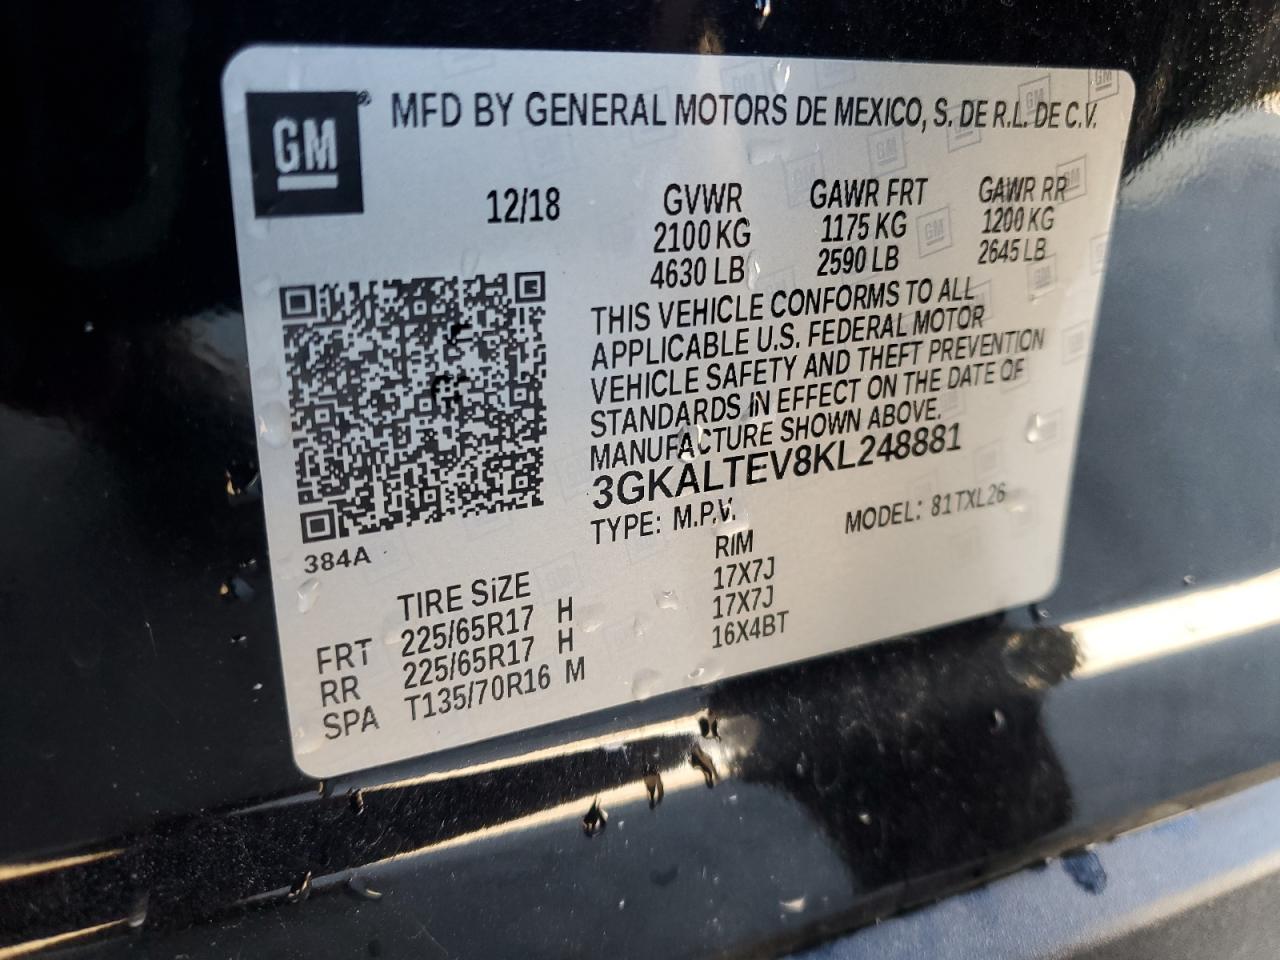 GM® MFD BY GENERAL MOTORS DE MEXICO, S. DE R.L. DE C.V.
12/18 GVWR GAWR FRT GAWR RR
2100 KG 1175 KG 1200 KG
4630 LB 2590 LB 2645 LB
THIS VEHICLE CONFORMS TO ALL
APPLICABLE U.S. FEDERAL MOTOR
VEHICLE SAFETY AND THEFT PREVENTION
STANDARDS IN EFFECT ON THE DATE OF
MANUFACTURE SHOWN ABOVE.
3GKALTEV8KL248881
TYPE: M.P.V. MODEL: 81TXL26
384A
TIRE SiZE RIM
FRT 225/65R17 H 17X7J
RR 225/65R17 H 17X7J
SPA T135/70R16 M 16X4BT